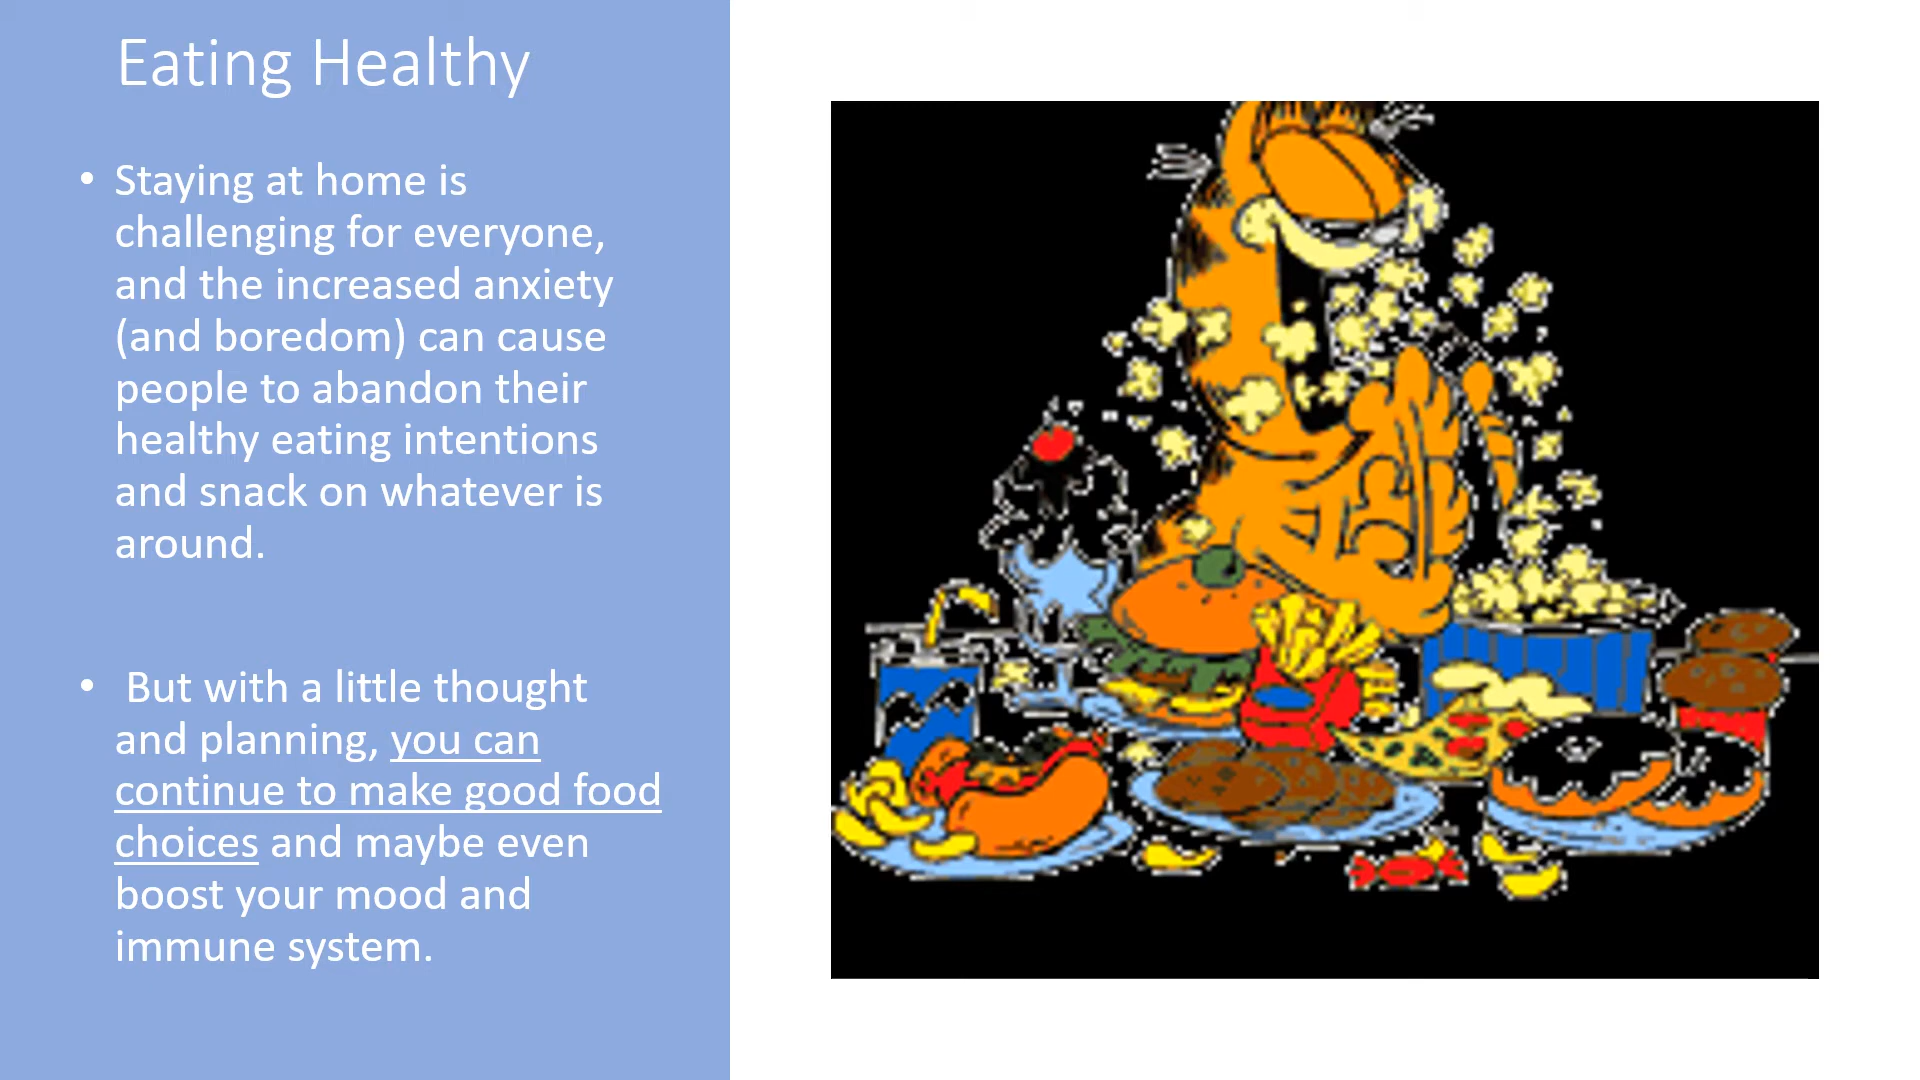 Eating Healthy
• Staying at home is
challenging for everyone,
and the increased anxiety
(and boredom) can cause
people to abandon their
healthy eating intentions
and snack on whatever is
around.
• But with a little thought
and planning, you can
continue to make good food
choices and maybe even
boost your mood and
immune system.